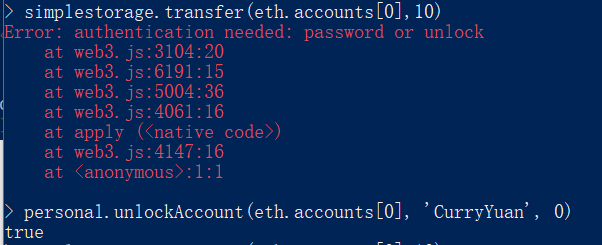 > simplestorage.transfer(eth.accounts[0],10)
Error: authentication needed: password or unlock
    at web3.js:3104:20
    at web3.js:6191:15
    at web3.js:5004:36
    at web3.js:4061:16
    at apply (<native code>)
    at web3.js:4147:16
    at <anonymous>:1:1
> personal.unlockAccount(eth.accounts[0], 'CurryYuan', 0)
true